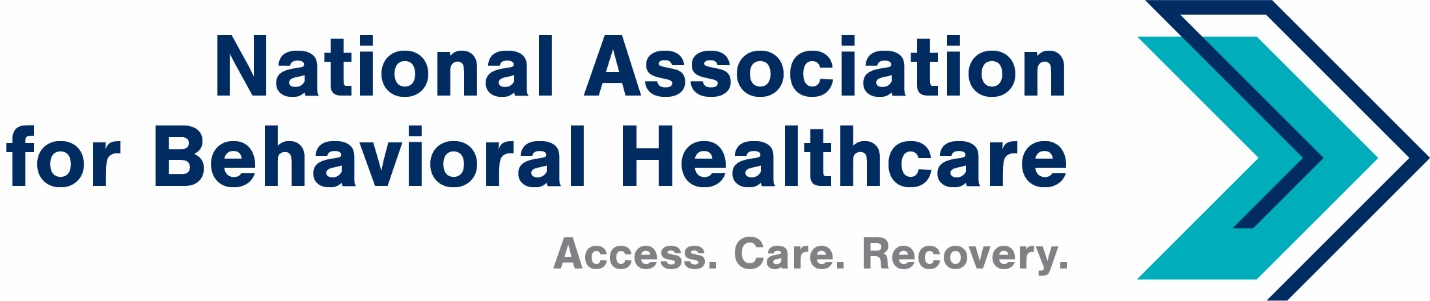 National Association
for Behavioral Healthcare
Access. Care. Recovery.